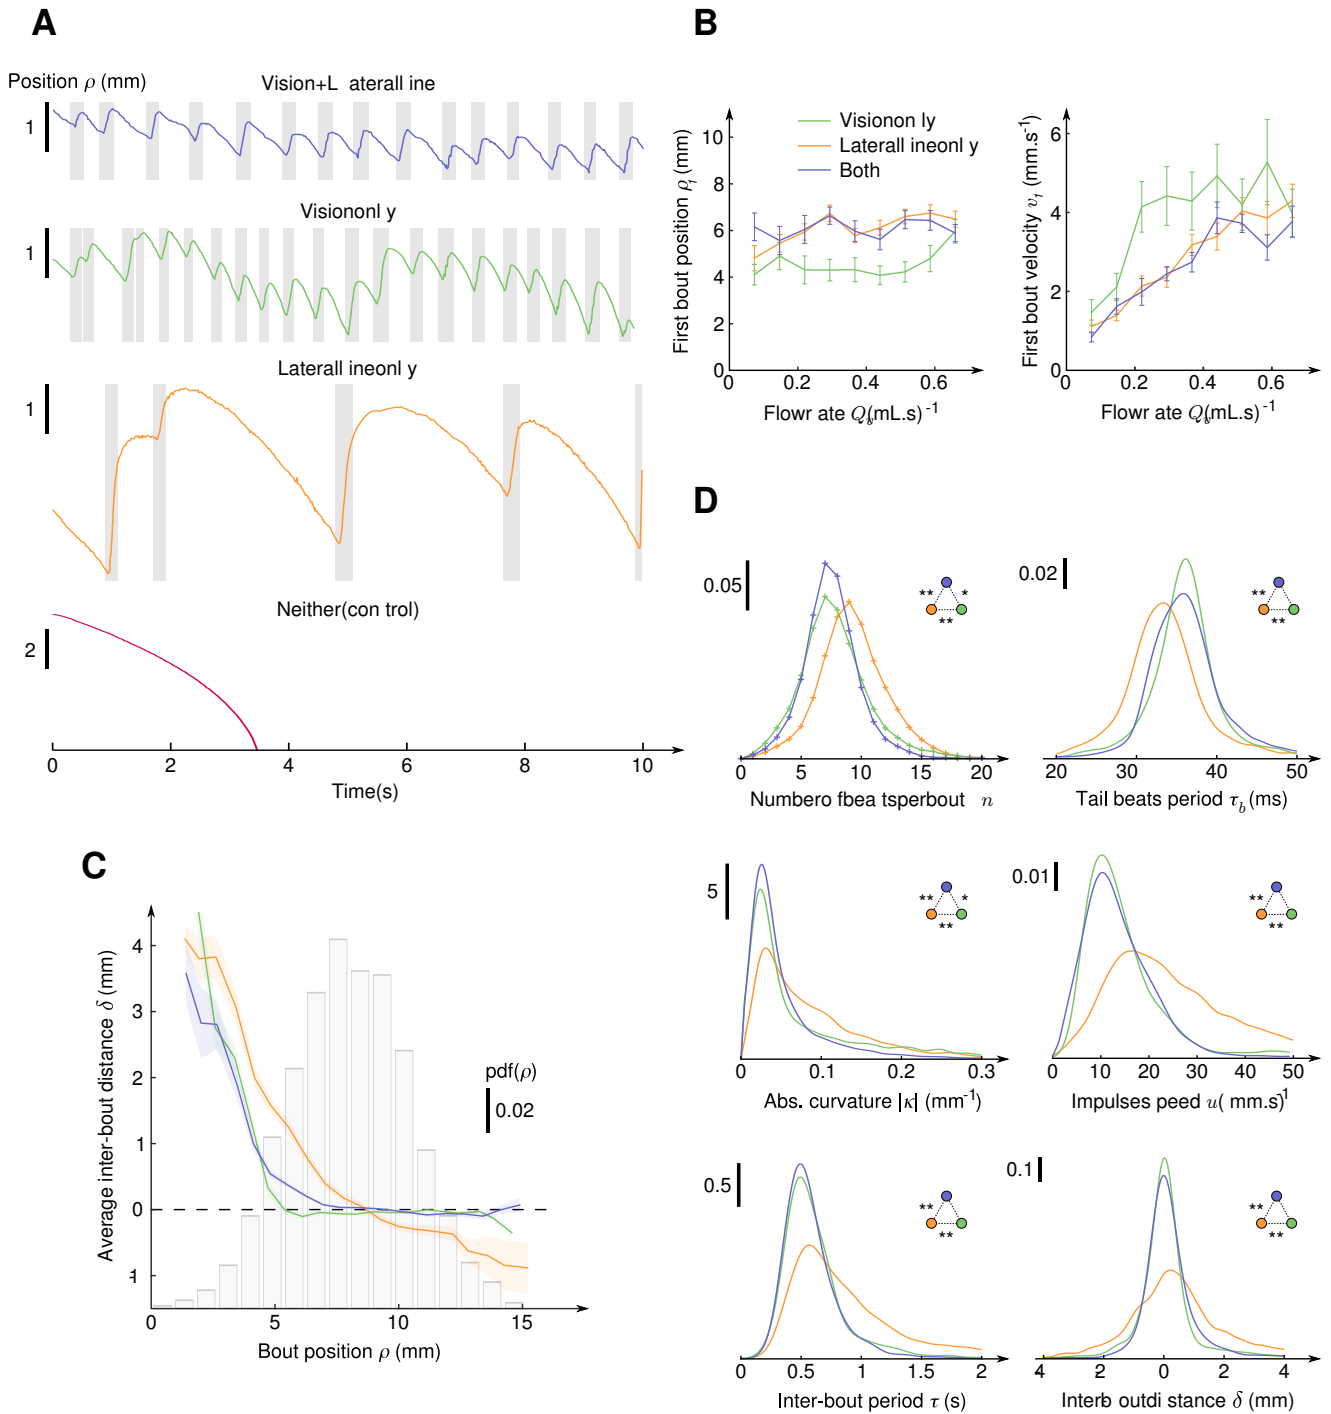 A
Position ρ (mm)
Vision+L aterall ine
1
Visiononl y
1
Laterall ineonl y
1
Neither(con trol)
2
0 2 4 6 8 10
Time(s)
B
First bout position ρ (mm)
10
8
6
4
2
0
Visionon ly
Laterall ineonl y
Both
0 0.2 0.4 0.6
Flowr ate (mL.s) -1
First bout velocity (mm.s-1)
6
4
2
0
0 0.2 0.4 0.6
Flowr ate (mL.s) -1
C
Average inter-bout distance δ (mm)
4
3
2
1
0
1
pdf(ρ)
0.02
0 5 10 15
Bout position ρ (mm)
D
0.05
** *
**
0 5 10 15 20
Numbero fbea tsperbout n
0.02
**
**
20 30 40 50
Tail beats period τb (ms)
5
** *
**
0 0.1 0.2 0.3
Abs. curvature |κ| (mm-1)
0.01
** *
**
0 10 20 30 40 50
Impulses peed u( mm.s)-1
0.5
**
**
0 0.5 1 1.5 2
Inter-bout period τ (s)
0.1
**
**
4 2 0 2 4
Interb outdi stance δ (mm)